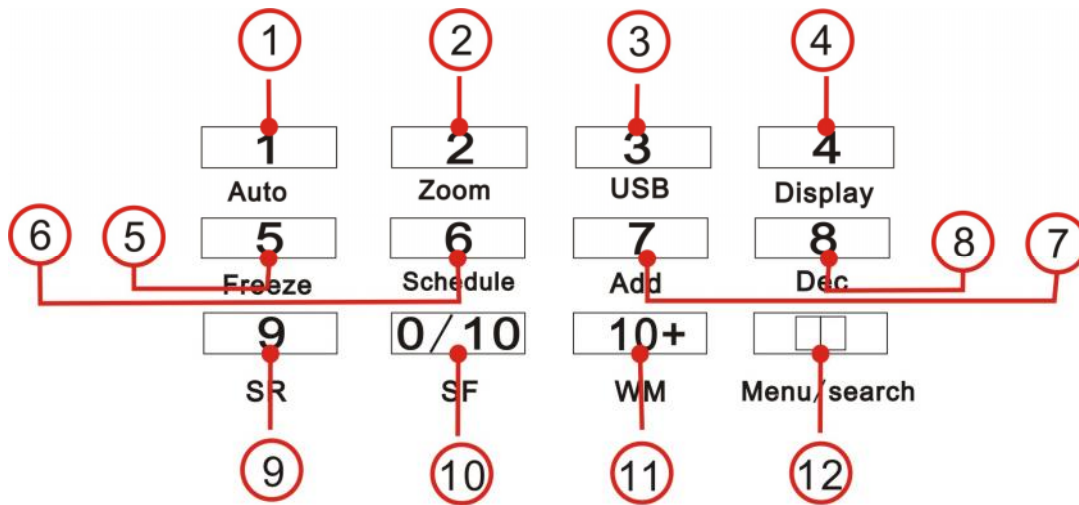 1 2 3 4
1 2 3 4
Auto Zoom USB Display
6 5 5 6 7 8 8 7
Freeze Schedule Add Dec
9 0/10 10+
SR SF WM Menu/search
9 10 11 12